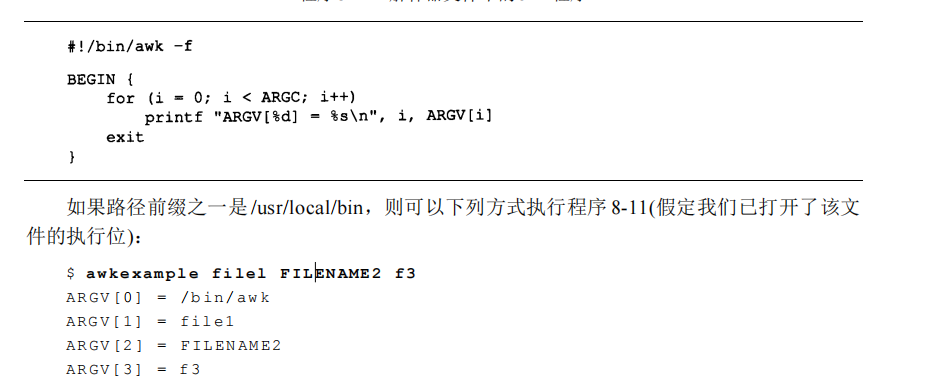 #!/bin/awk -f
BEGIN {
for (i = 0; i < ARGC; i++)
printf "ARGV[%d] = %s\n", i, ARGV[i]
exit
}
如果路径前缀之一是/usr/local/bin，则可以下列方式执行程序8-11(假定我们已打开了该文
件的执行位)：
$ awkexample filel FILENAME2 f3
ARGV[0] = /bin/awk
ARGV[1] = file1
ARGV[2] = FILENAME2
ARGV[3] = f3